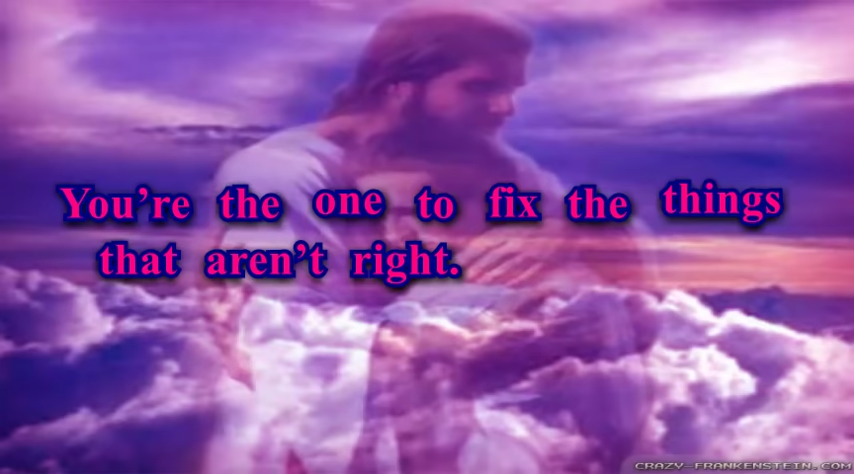 You’re the one to fix the things
that aren’t right.
CRAZY-FRANKENSTEIN.COM